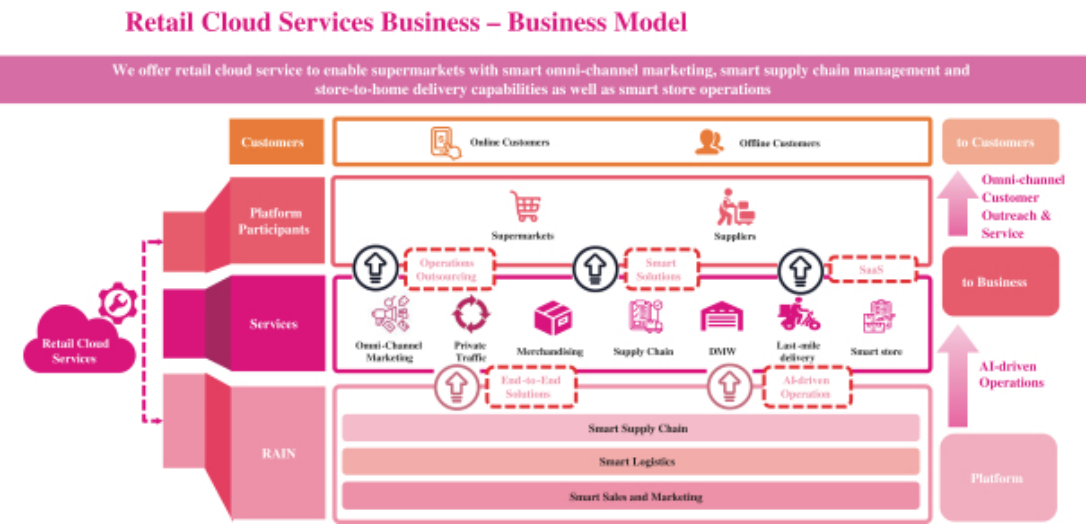 Retail Cloud Services Business – Business Model
We offer retail cloud service to enable supermarkets with smart omni-channel marketing, smart supply chain management and
store-to-home delivery capabilities as well as smart store operations
Customers
Online Customers
Offline Customers
to Customers
Omni-channel
Customer
Outreach &
Service
Platform
Participants
Supermarkets
Suppliers
Operations
Outsourcing
Smart
Solutions
SaaS
to Business
Retail Cloud
Services
Services
Omni-Channel
Marketing
Private
Traffic
Merchandising
Supply Chain
DMW
Last-mile
delivery
Smart store
End-to-End
Solutions
AI-driven
Operation
AI-driven
Operations
RAIN
Smart Supply Chain
Smart Logistics
Smart Sales and Marketing
Platform